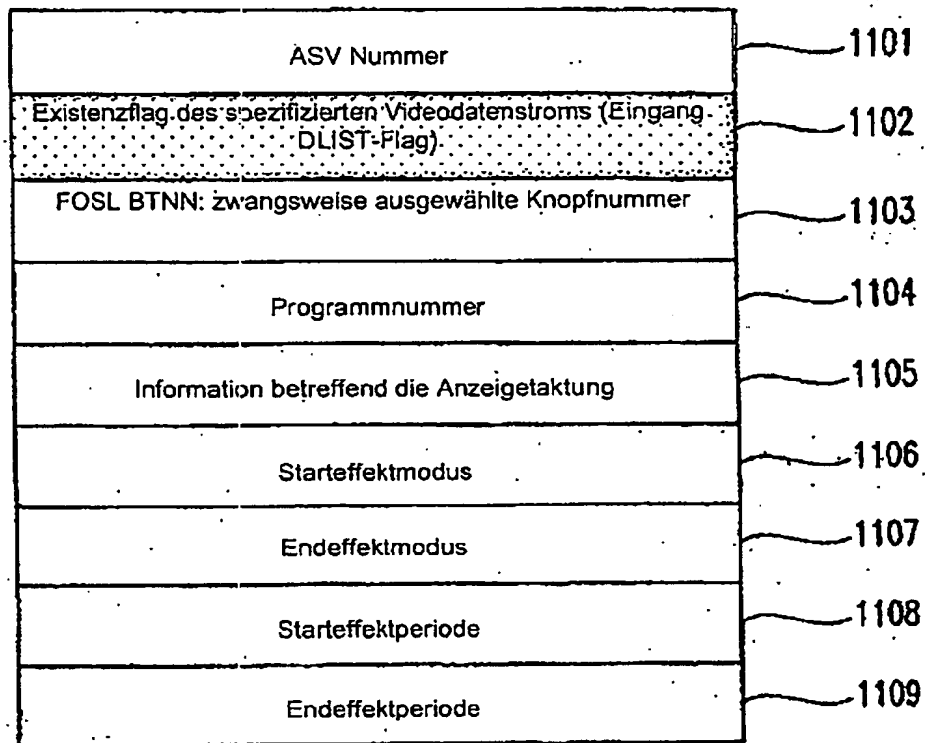 ASV Nummer
1101
Existenzflag des spezifizierten Videodatenstroms (Eingang
DLIST-Flag)
1102
FOSL BTNN: zwangsweise ausgewählte Knopfnummer
1103
Programmnummer
1104
Information betreffend die Anzeigetaktung
1105
Starteffektmodus
1106
Endeffektmodus
1107
Starteffektperiode
1108
Endeffektperiode
1109